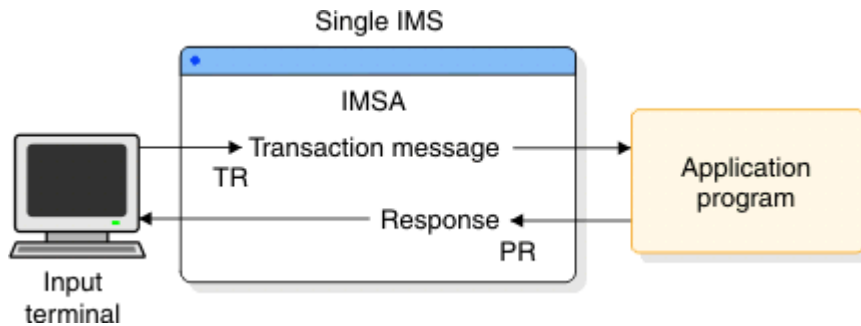 Single IMS
IMSA
Transaction message
TR
Application
program
Response
PR
Input
terminal